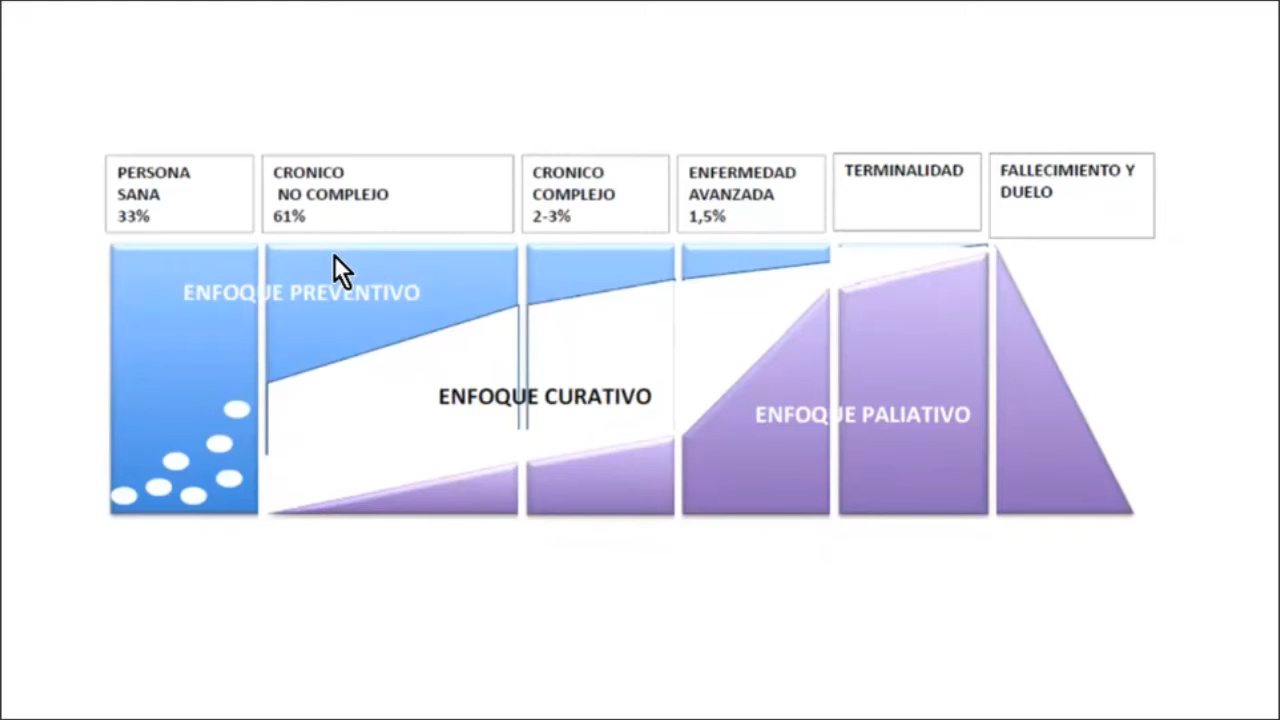 PERSONA
SANA
33%
CRONICO
NO COMPLEJO
61%
CRONICO
COMPLEJO
2-3%
ENFERMEDAD
AVANZADA
1,5%
TERMINALIDAD
FALLECIMIENTO Y
DUELO
ENFOQUE PREVENTIVO
ENFOQUE CURATIVO
ENFOQUE PALIATIVO